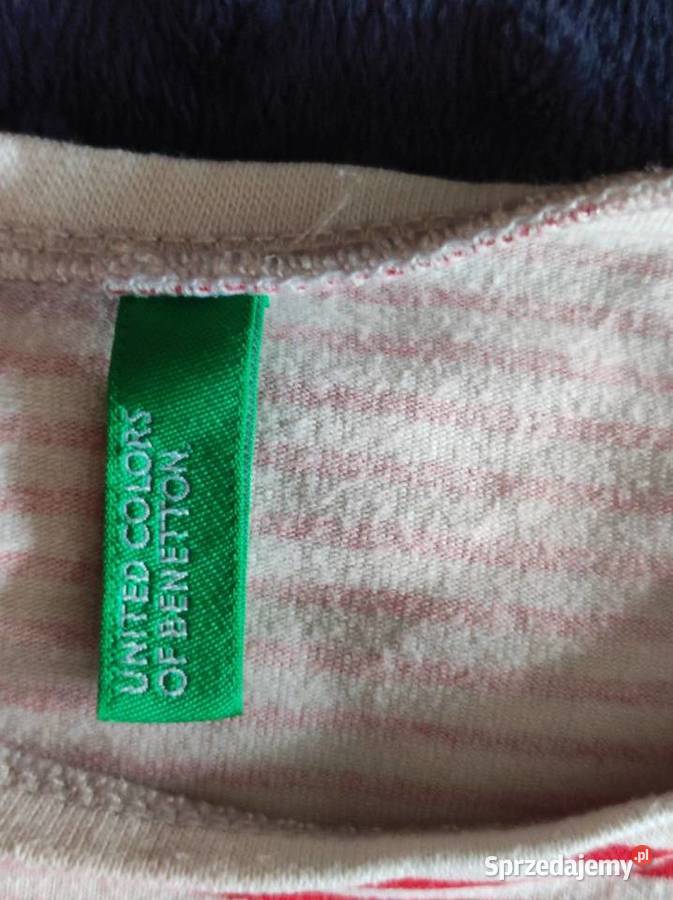 UNITED COLORS
OF BENETTON
Sprzedajemy.pl